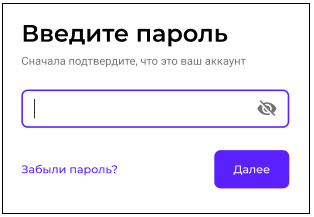 Введите пароль
Сначала подтвердите, что это ваш аккаунт
Забыли пароль?
Далее